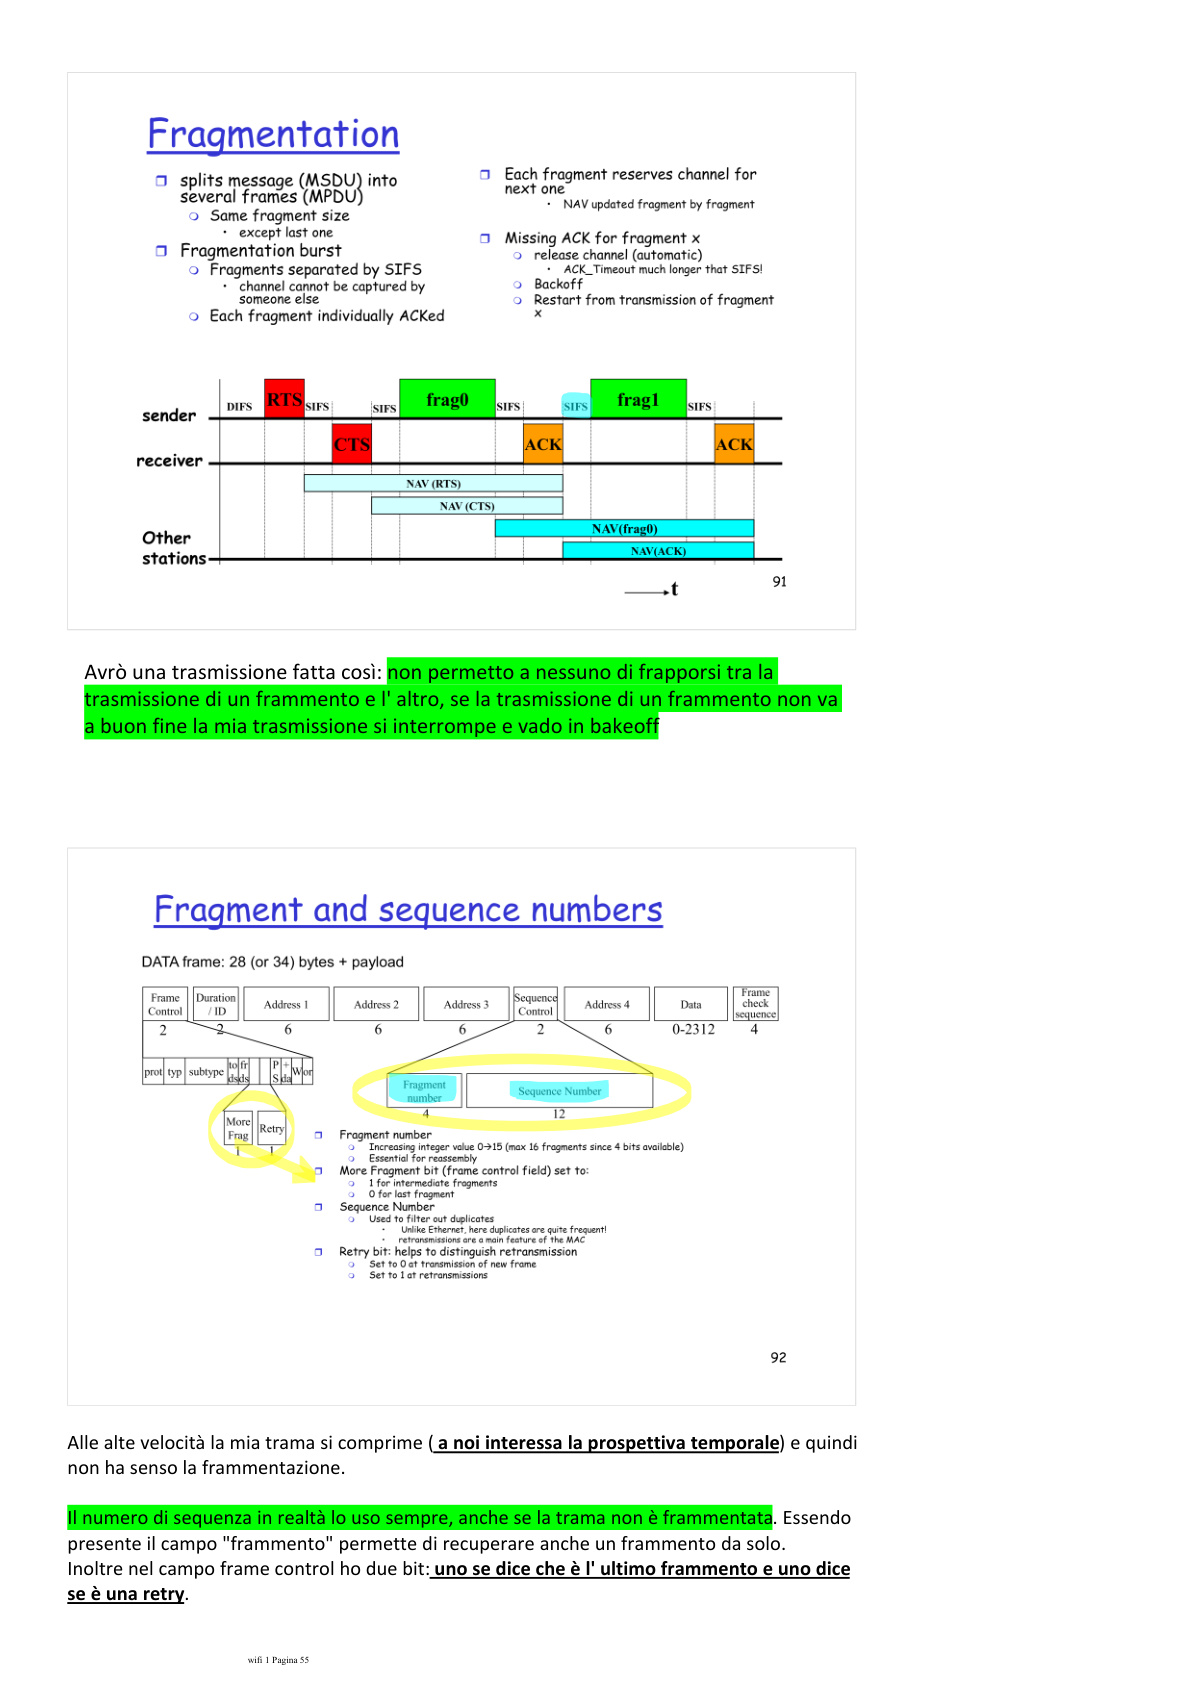 Fragmentation
❒ splits message (MSDU) into
several frames (MPDU)
❍ Same fragment size
• except last one
❒ Fragmentation burst
❍ Fragments separated by SIFS
• channel cannot be captured by
someone else
❍ Each fragment individually ACKed
❒ Each fragment reserves channel for
next one
• NAV updated fragment by fragment
❒ Missing ACK for fragment x
❍ release channel (automatic)
• ACK_Timeout much longer that SIFS!
❍ Backoff
❍ Restart from transmission of fragment
x
sender DIFS RTS SIFS SIFS frag0 SIFS SIFS frag1 SIFS
receiver CTS ACK ACK
NAV (RTS)
NAV (CTS)
NAV(frag0)
Other
stations
NAV(ACK)
t
91
Avrò una trasmissione fatta così: non permetto a nessuno di frapporsi tra la
trasmissione di un frammento e l' altro, se la trasmissione di un frammento non va
a buon fine la mia trasmissione si interrompe e vado in bakeoff
Fragment and sequence numbers
DATA frame: 28 (or 34) bytes + payload
Frame Control Duration / ID Address 1 Address 2 Address 3 Sequence Control Address 4 Data Frame check sequence
2 2 6 6 6 2 6 0-2312 4
prot typ subtype to ds fr ds P S + da W or
Fragment number Sequence Number
4 12
More Frag Retry
1 1
❒ Fragment number
❍ Increasing integer value 0→15 (max 16 fragments since 4 bits available)
❍ Essential for reassembly
❒ More Fragment bit (frame control field) set to:
❍ 1 for intermediate fragments
❍ 0 for last fragment
❒ Sequence Number
❍ Used to filter out duplicates
• Unlike Ethernet, here duplicates are quite frequent!
• retransmissions are a main feature of the MAC
❒ Retry bit: helps to distinguish retransmission
❍ Set to 0 at transmission of new frame
❍ Set to 1 at retransmissions
92
Alle alte velocità la mia trama si comprime ( a noi interessa la prospettiva temporale) e quindi
non ha senso la frammentazione.
Il numero di sequenza in realtà lo uso sempre, anche se la trama non è frammentata. Essendo
presente il campo "frammento" permette di recuperare anche un frammento da solo.
Inoltre nel campo frame control ho due bit: uno se dice che è l' ultimo frammento e uno dice
se è una retry.
wifi 1 Pagina 55